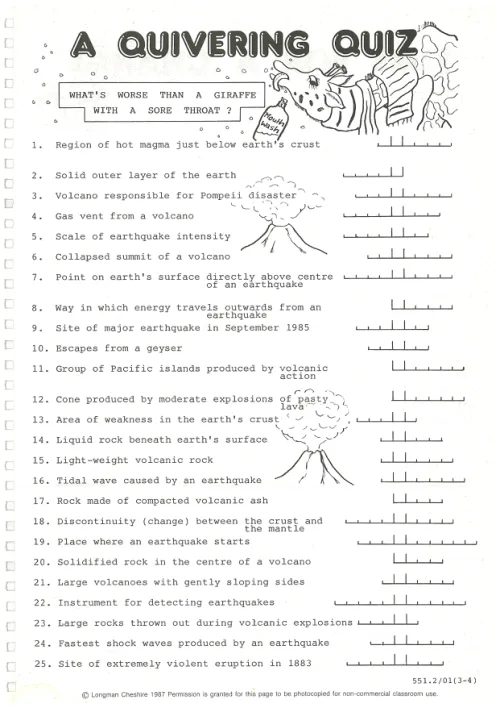 A QUIVERING QUIZ
WHAT'S WORSE THAN A GIRAFFE
WITH A SORE THROAT ?
Mouth
Wash
1. Region of hot magma just below earth's crust
2. Solid outer layer of the earth
3. Volcano responsible for Pompeii disaster
4. Gas vent from a volcano
5. Scale of earthquake intensity
6. Collapsed summit of a volcano
7. Point on earth's surface directly above centre
of an earthquake
8. Way in which energy travels outwards from an
earthquake
9. Site of major earthquake in September 1985
10. Escapes from a geyser
11. Group of Pacific islands produced by volcanic
action
12. Cone produced by moderate explosions of pasty
lava
13. Area of weakness in the earth's crust
14. Liquid rock beneath earth's surface
15. Light-weight volcanic rock
16. Tidal wave caused by an earthquake
17. Rock made of compacted volcanic ash
18. Discontinuity (change) between the crust and
the mantle
19. Place where an earthquake starts
20. Solidified rock in the centre of a volcano
21. Large volcanoes with gently sloping sides
22. Instrument for detecting earthquakes
23. Large rocks thrown out during volcanic explosions
24. Fastest shock waves produced by an earthquake
25. Site of extremely violent eruption in 1883
551.2/01(3-4)
© Longman Cheshire 1987 Permission is granted for this page to be photocopied for non-commercial classroom use.